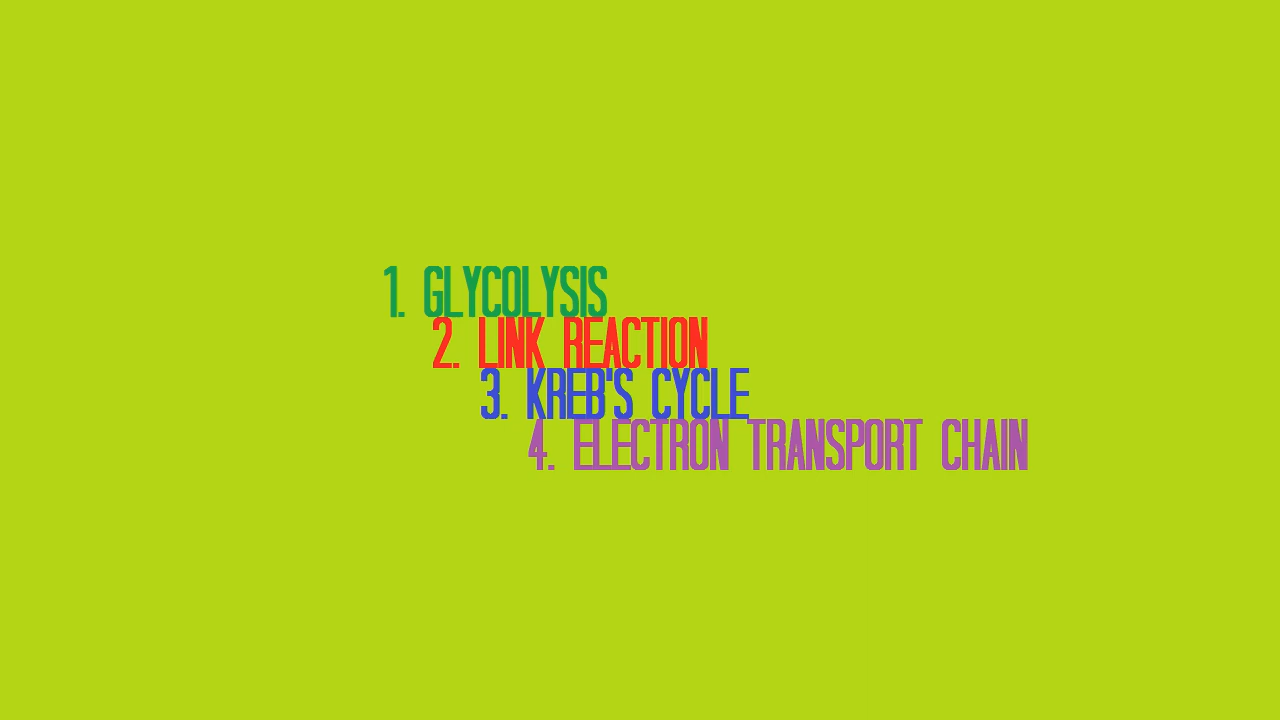 1. GLYCOLYSIS
2. LINK REACTION
3. KREB'S CYCLE
4. ELECTRON TRANSPORT CHAIN